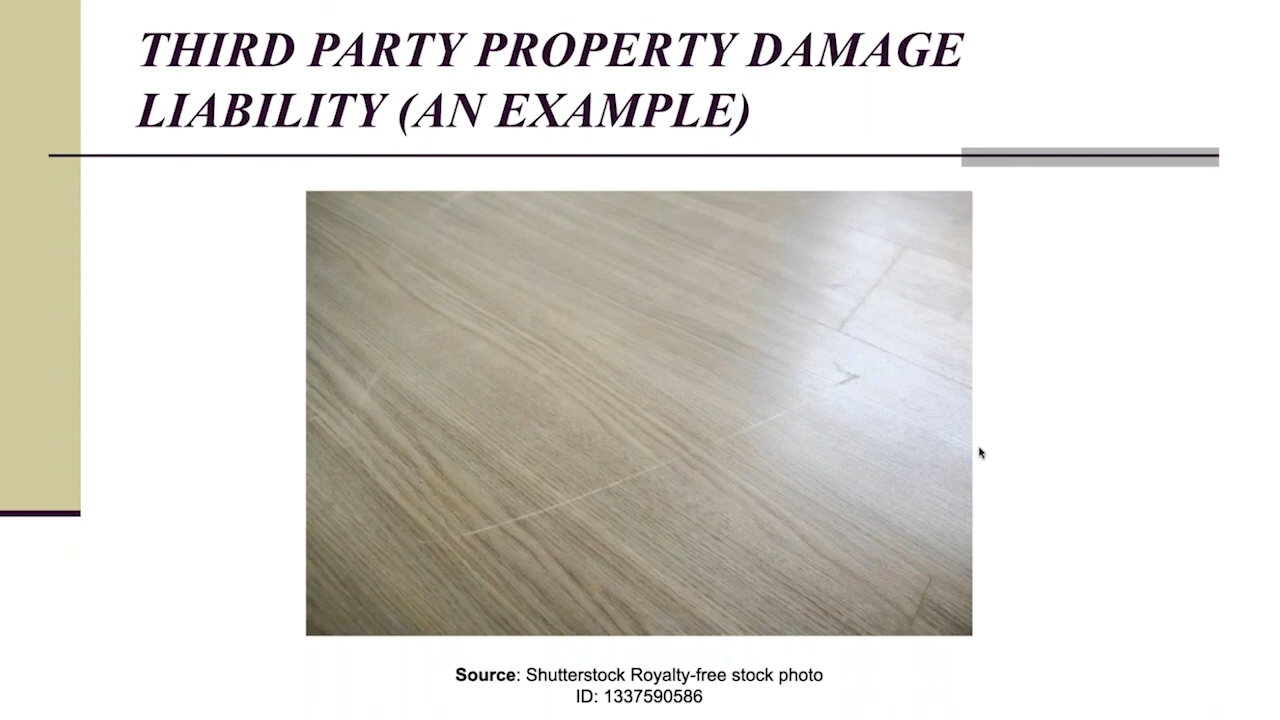 THIRD PARTY PROPERTY DAMAGE
LIABILITY (AN EXAMPLE)
Source: Shutterstock Royalty-free stock photo
ID: 1337590586